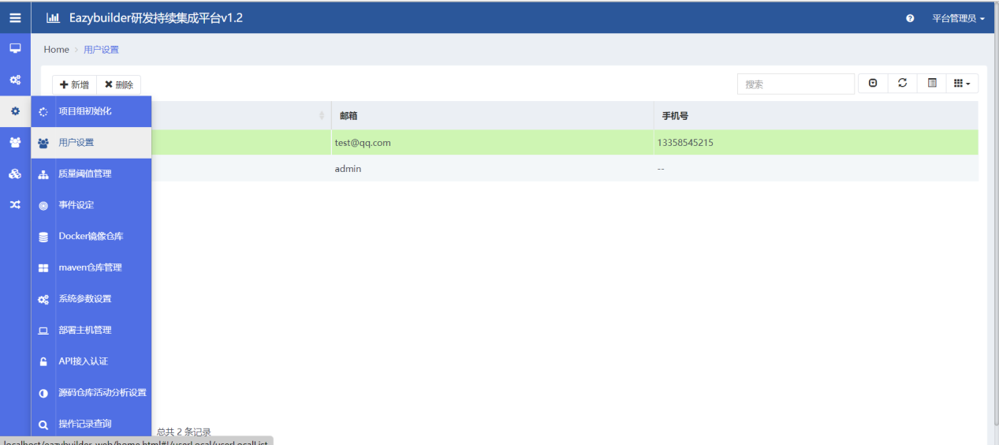 Eazybuilder研发持续集成平台v1.2
平台管理员
Home > 用户设置
新增
删除
搜索
项目组初始化
邮箱
手机号
用户设置
test@qq.com
13358545215
质量阈值管理
admin
--
事件设定
Docker镜像仓库
maven仓库管理
系统参数设置
部署主机管理
API接入认证
源码仓库活动分析设置
操作记录查询
总共 2 条记录
localhost/eazybuilder-web/home.html#!/userLocal/userLocalList